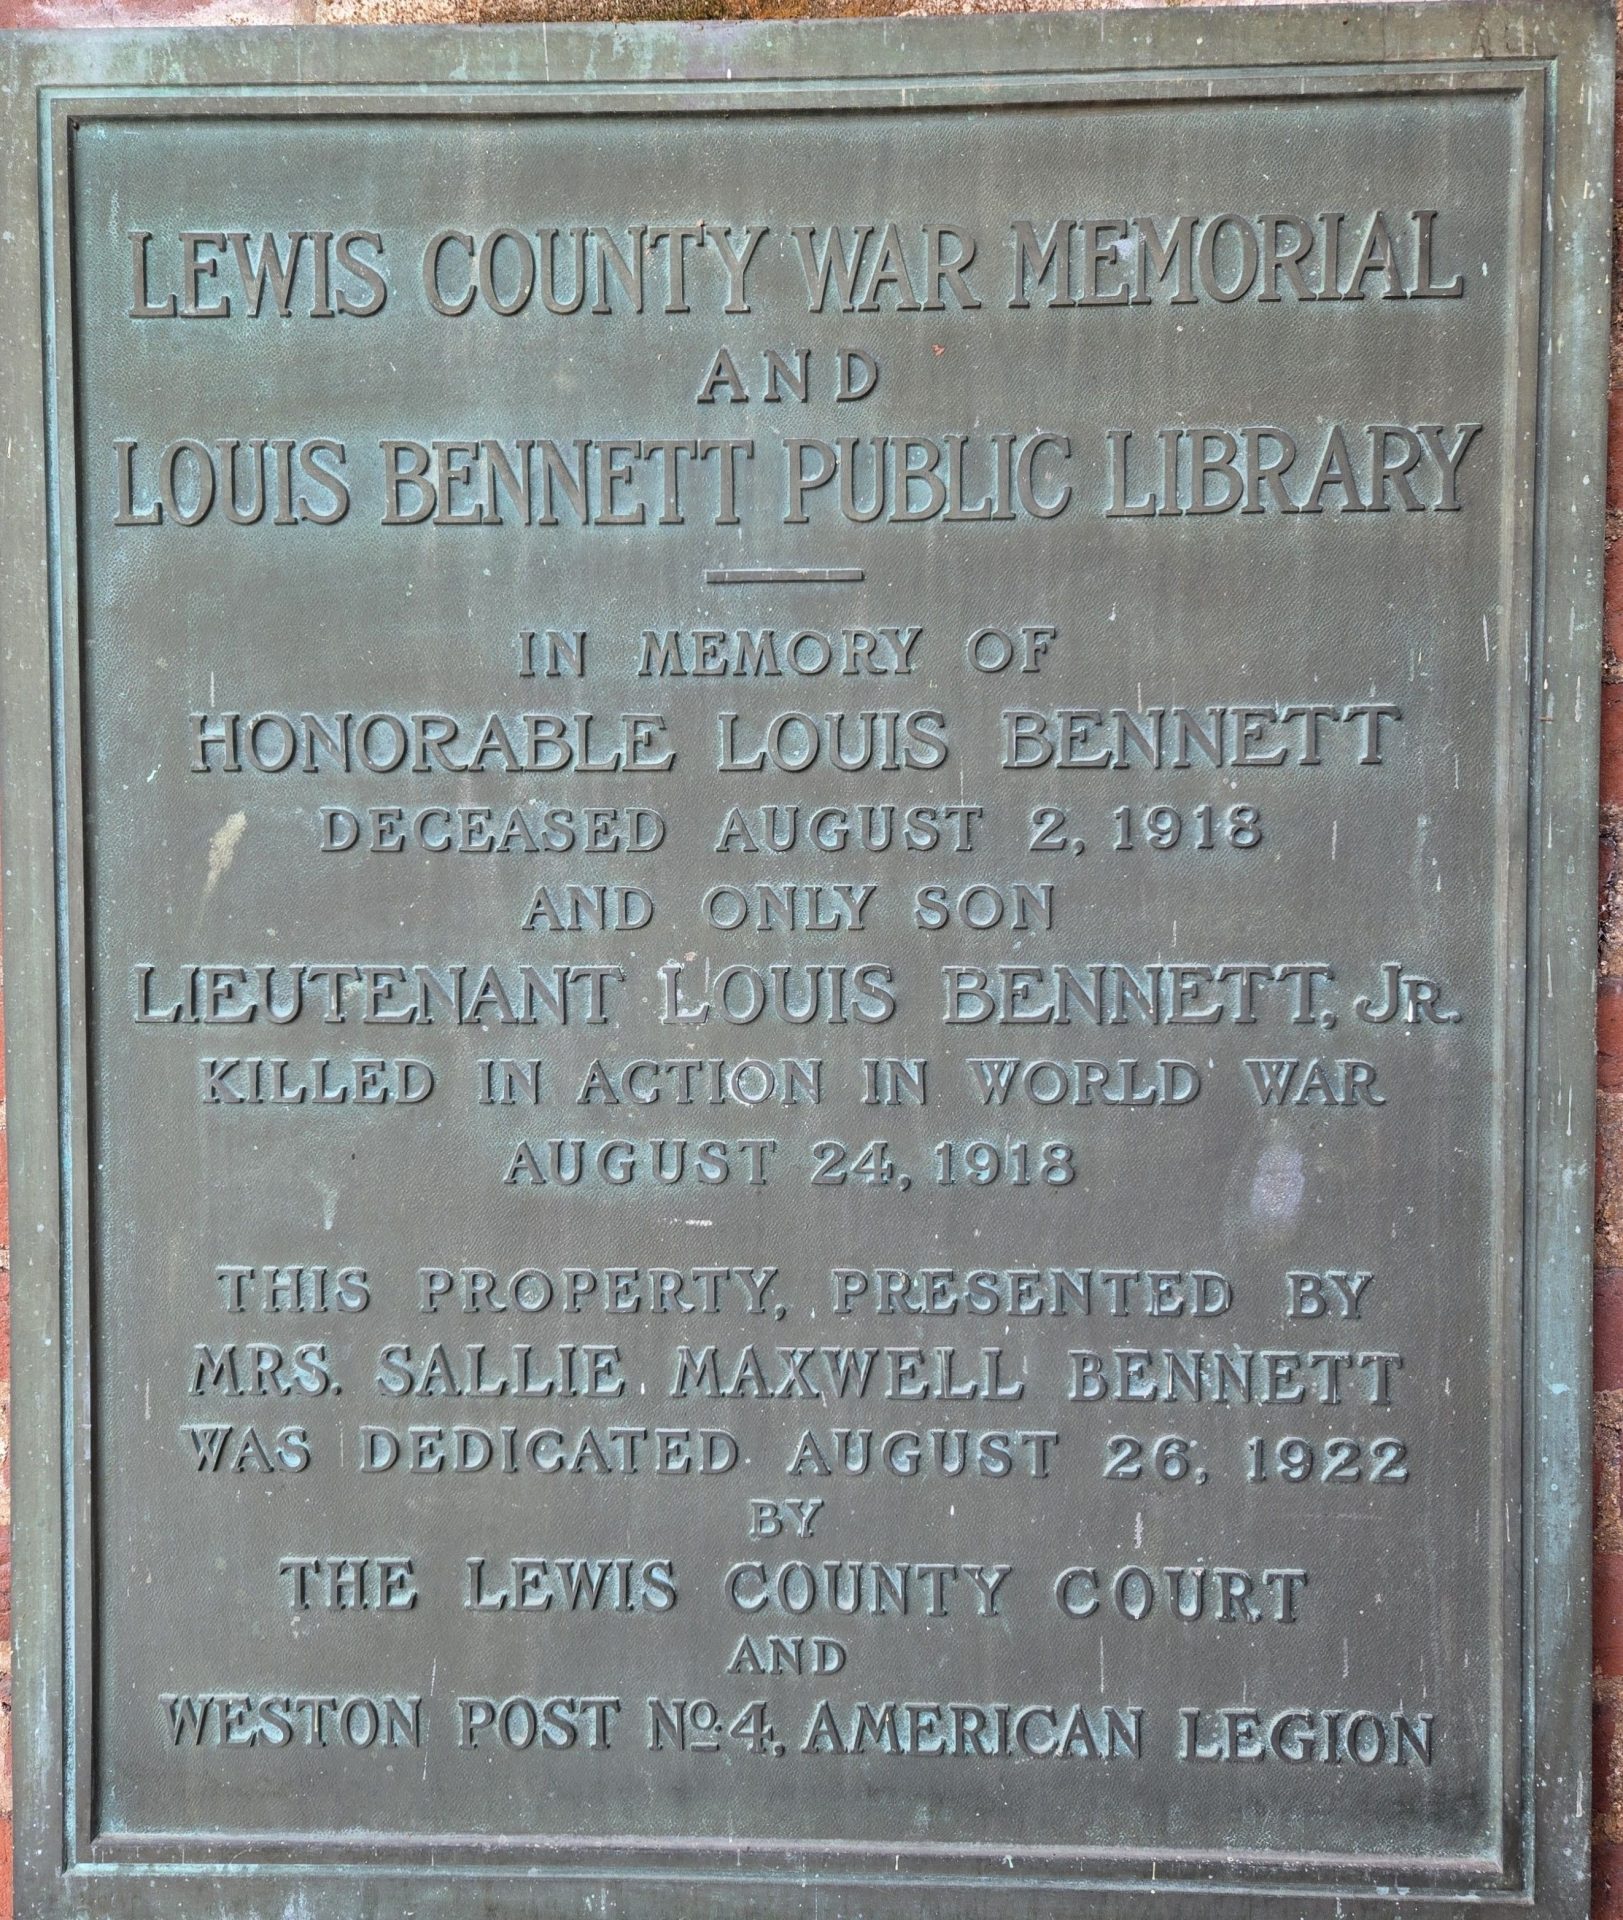 LEWIS COUNTY WAR MEMORIAL
AND
LOUIS BENNETT PUBLIC LIBRARY
IN MEMORY OF
HONORABLE LOUIS BENNETT
DECEASED AUGUST 2, 1918
AND ONLY SON
LIEUTENANT LOUIS BENNETT, JR.
KILLED IN ACTION IN WORLD WAR
AUGUST 24, 1918
THIS PROPERTY, PRESENTED BY
MRS. SALLIE MAXWELL BENNETT
WAS DEDICATED AUGUST 26, 1922
BY
THE LEWIS COUNTY COURT
AND
WESTON POST No. 4, AMERICAN LEGION